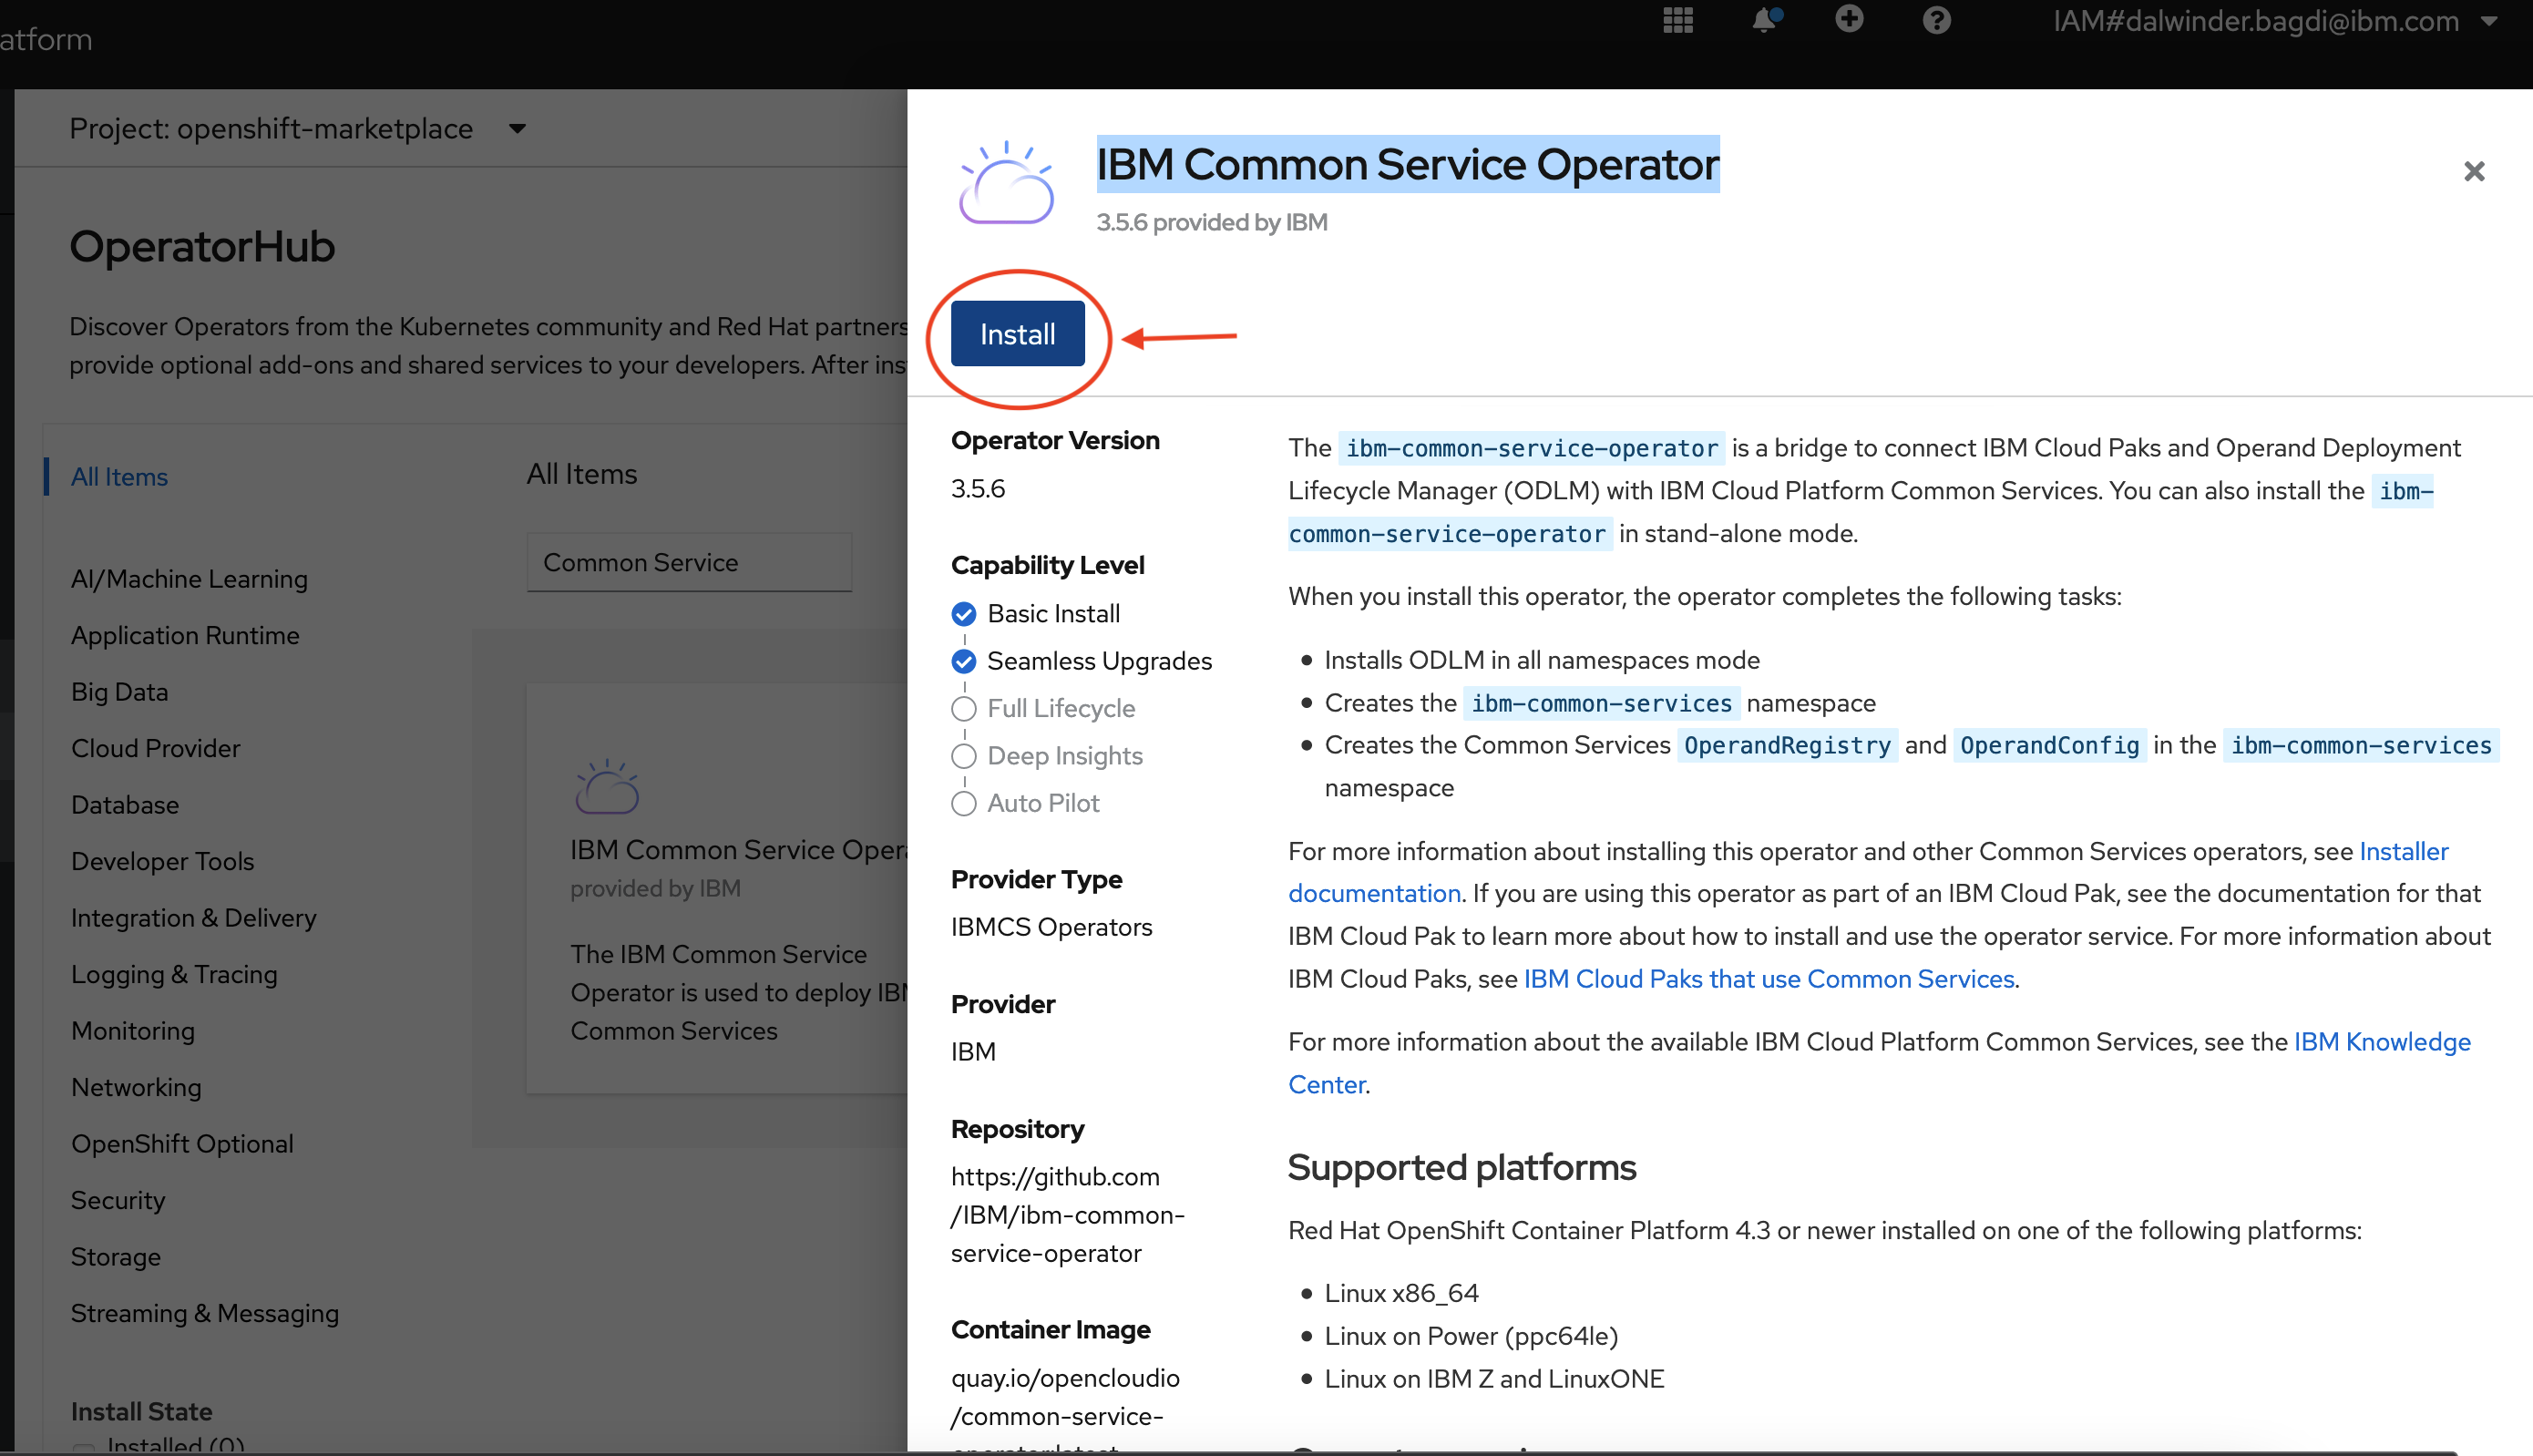 atform
IAM#dalwinder.bagdi@ibm.com
Project: openshift-marketplace
OperatorHub
Discover Operators from the Kubernetes community and Red Hat partners
provide optional add-ons and shared services to your developers. After ins
All Items
AI/Machine Learning
Application Runtime
Big Data
Cloud Provider
Database
Developer Tools
Integration & Delivery
Logging & Tracing
Monitoring
Networking
OpenShift Optional
Security
Storage
Streaming & Messaging
Install State
Installed (0)
All Items
Common Service
IBM Common Service Opera
provided by IBM
The IBM Common Service
Operator is used to deploy IBM
Common Services
IBM Common Service Operator
3.5.6 provided by IBM
Install
Operator Version
3.5.6
Capability Level
Basic Install
Seamless Upgrades
Full Lifecycle
Deep Insights
Auto Pilot
Provider Type
IBMCS Operators
Provider
IBM
Repository
https://github.com
/IBM/ibm-common-
service-operator
Container Image
quay.io/opencloudio
/common-service-
operator:latest
The ibm-common-service-operator is a bridge to connect IBM Cloud Paks and Operand Deployment
Lifecycle Manager (ODLM) with IBM Cloud Platform Common Services. You can also install the ibm-
common-service-operator in stand-alone mode.
When you install this operator, the operator completes the following tasks:
• Installs ODLM in all namespaces mode
• Creates the ibm-common-services namespace
• Creates the Common Services OperandRegistry and OperandConfig in the ibm-common-services
namespace
For more information about installing this operator and other Common Services operators, see Installer
documentation. If you are using this operator as part of an IBM Cloud Pak, see the documentation for that
IBM Cloud Pak to learn more about how to install and use the operator service. For more information about
IBM Cloud Paks, see IBM Cloud Paks that use Common Services.
For more information about the available IBM Cloud Platform Common Services, see the IBM Knowledge
Center.
Supported platforms
Red Hat OpenShift Container Platform 4.3 or newer installed on one of the following platforms:
• Linux x86_64
• Linux on Power (ppc64le)
• Linux on IBM Z and LinuxONE